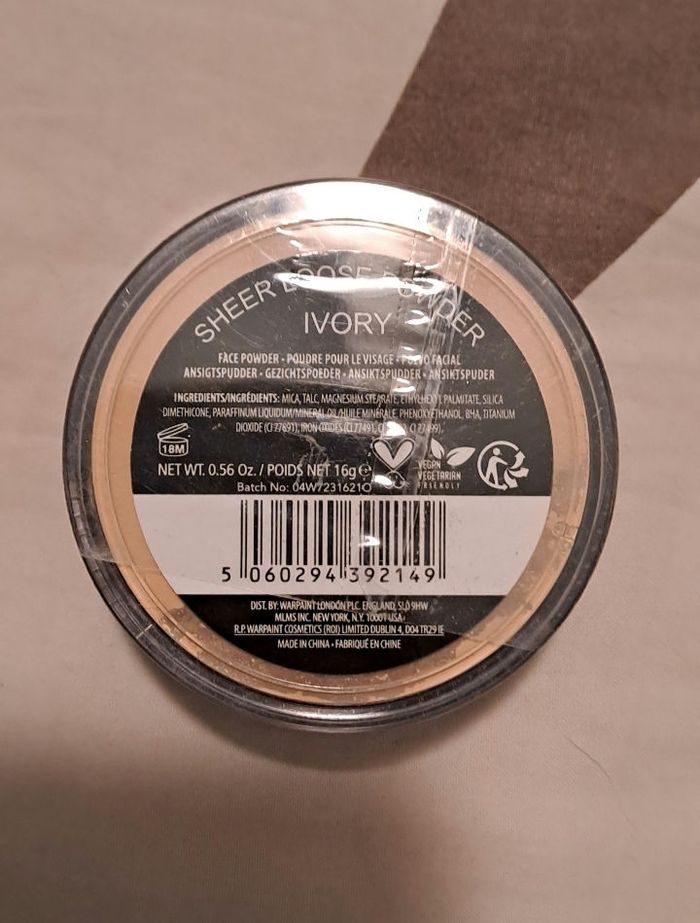 SHEER LOOSE POWDER
IVORY
FACE POWDER • POUDRE POUR LE VISAGE • POLVO FACIAL
ANSIGTSPUDDER • GEZICHTSPOEDER • ANSIKTSPUDDER • ANSIKTSPUDER
INGREDIENTS/INGRÉDIENTS: MICA, TALC, MAGNESIUM STEARATE, ETHYLHEXYL PALMITATE, SILICA
DIMETHICONE, PARAFFINUM LIQUIDUM/MINERAL OIL/HUILE MINÉRALE, PHENOXYETHANOL, BHA, TITANIUM
DIOXIDE (CI 77891), IRON OXIDES (CI 77491, CI 77499).
18M
VEGAN
VEGETARIAN
FRIENDLY
NET WT. 0.56 Oz. / POIDS NET 16g e
Batch No: 04W7231621O
5 060294 392149
DIST. BY: WARPAINT LONDON PLC. ENGLAND, SL0 9HW
MLMS INC. NEW YORK, N.Y. 10001 USA•
R.P. WARPAINT COSMETICS (ROI) LIMITED DUBLIN 4, D04 TR29 IE
MADE IN CHINA • FABRIQUÉ EN CHINE